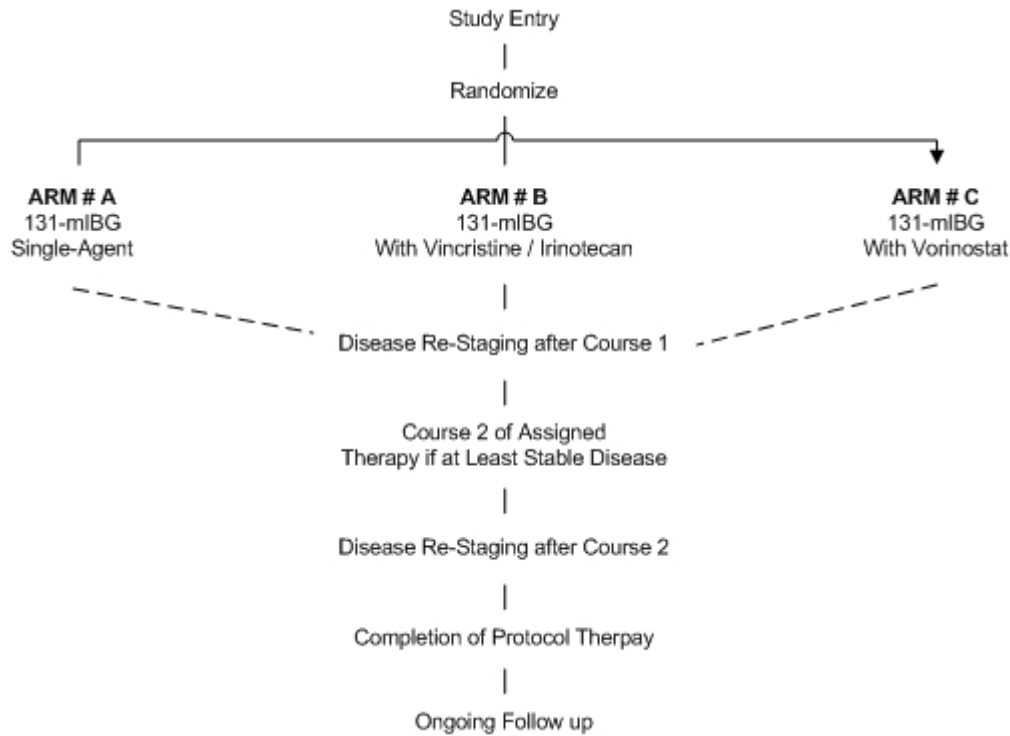 Study Entry
Randomize
ARM # A
131-mIBG
Single-Agent
ARM # B
131-mIBG
With Vincristine / Irinotecan
ARM # C
131-mIBG
With Vorinostat
Disease Re-Staging after Course 1
Course 2 of Assigned
Therapy if at Least Stable Disease
Disease Re-Staging after Course 2
Completion of Protocol Therpay
Ongoing Follow up